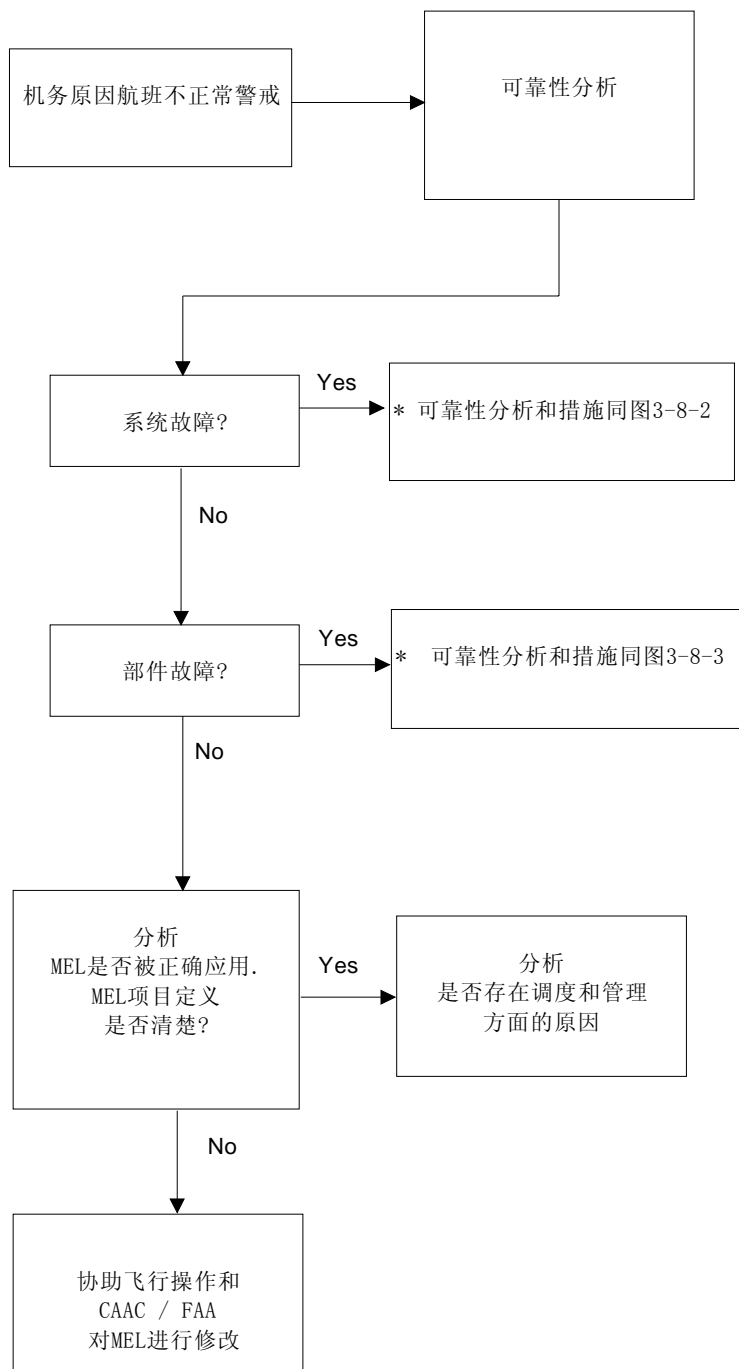 机务原因航班不正常警戒
可靠性分析
系统故障?
Yes
* 可靠性分析和措施同图3-8-2
No
部件故障?
Yes
* 可靠性分析和措施同图3-8-3
No
分析
MEL是否被正确应用.
MEL项目定义
是否清楚?
Yes
分析
是否存在调度和管理
方面的原因
No
协助飞行操作和
CAAC / FAA
对MEL进行修改